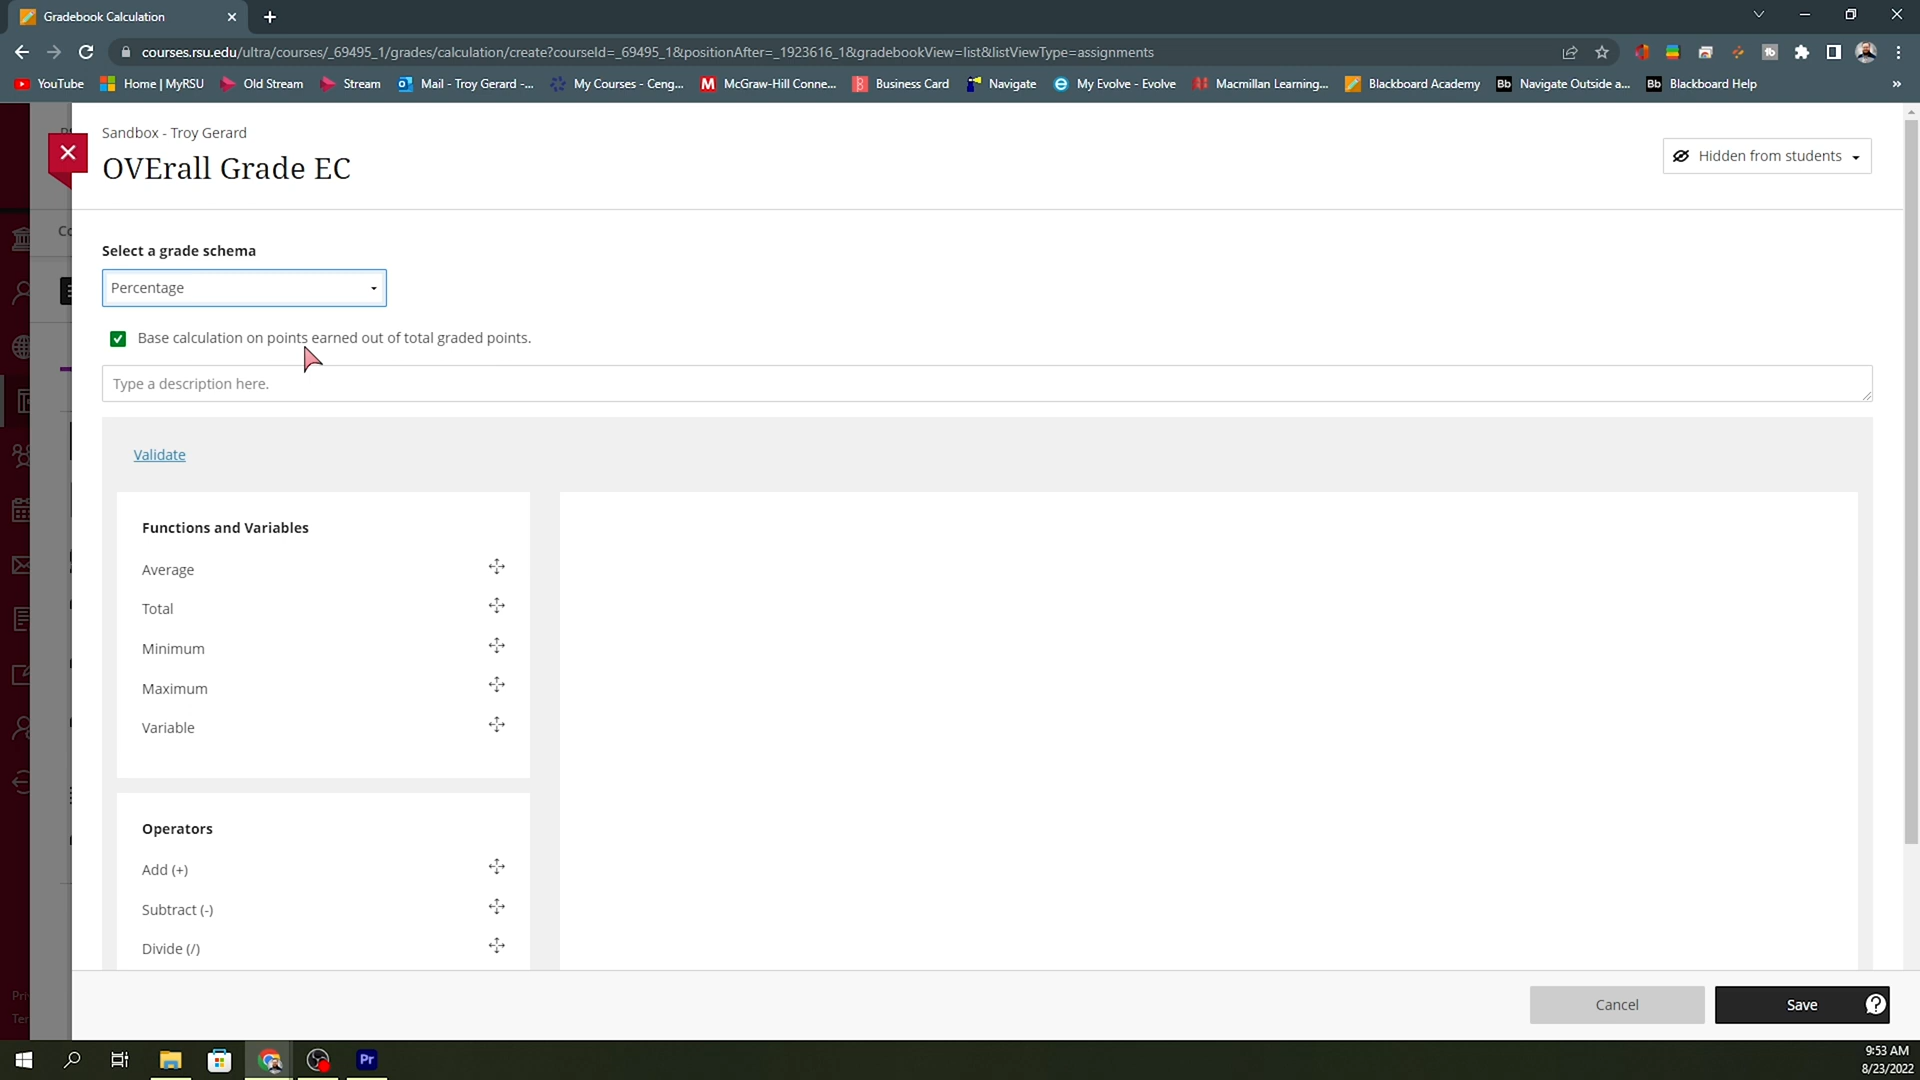 Gradebook Calculation
courses.rsu.edu/ultra/courses/_69495_1/grades/calculation/create?courseId=_69495_1&positionAfter=_1923616_1&gradebookView=list&listViewType=assignments
YouTube Home | MyRSU Old Stream Stream Mail - Troy Gerard -... My Courses - Ceng... McGraw-Hill Conne... Business Card Navigate My Evolve - Evolve Macmillan Learning... Blackboard Academy Bb Navigate Outside a... Bb Blackboard Help »
Sandbox - Troy Gerard
OVErall Grade EC
Hidden from students
Select a grade schema
Percentage
Base calculation on points earned out of total graded points.
Type a description here.
Validate
Functions and Variables
Average
Total
Minimum
Maximum
Variable
Operators
Add (+)
Subtract (-)
Divide (/)
Cancel
Save
?
Pr
9:53 AM
8/23/2022